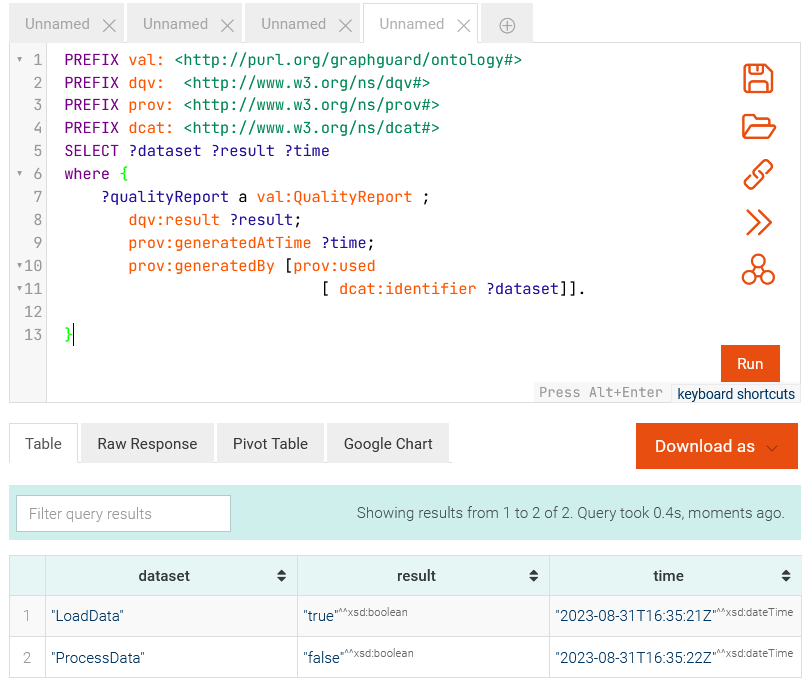 Unnamed Unnamed Unnamed Unnamed
1 PREFIX val: <http://purl.org/graphguard/ontology#>
2 PREFIX dqv:  <http://www.w3.org/ns/dqv#>
3 PREFIX prov: <http://www.w3.org/ns/prov#>
4 PREFIX dcat: <http://www.w3.org/ns/dcat#>
5 SELECT ?dataset ?result ?time
6 where {
7     ?qualityReport a val:QualityReport ;
8        dqv:result ?result;
9        prov:generatedAtTime ?time;
10        prov:generatedBy [prov:used
11                             [ dcat:identifier ?dataset]].
12
13 }
Run
Press Alt+Enter keyboard shortcuts
Table Raw Response Pivot Table Google Chart Download as
Filter query results Showing results from 1 to 2 of 2. Query took 0.4s, moments ago.
dataset result time
1 "LoadData" "true"^^xsd:boolean "2023-08-31T16:35:21Z"^^xsd:dateTime
2 "ProcessData" "false"^^xsd:boolean "2023-08-31T16:35:22Z"^^xsd:dateTime